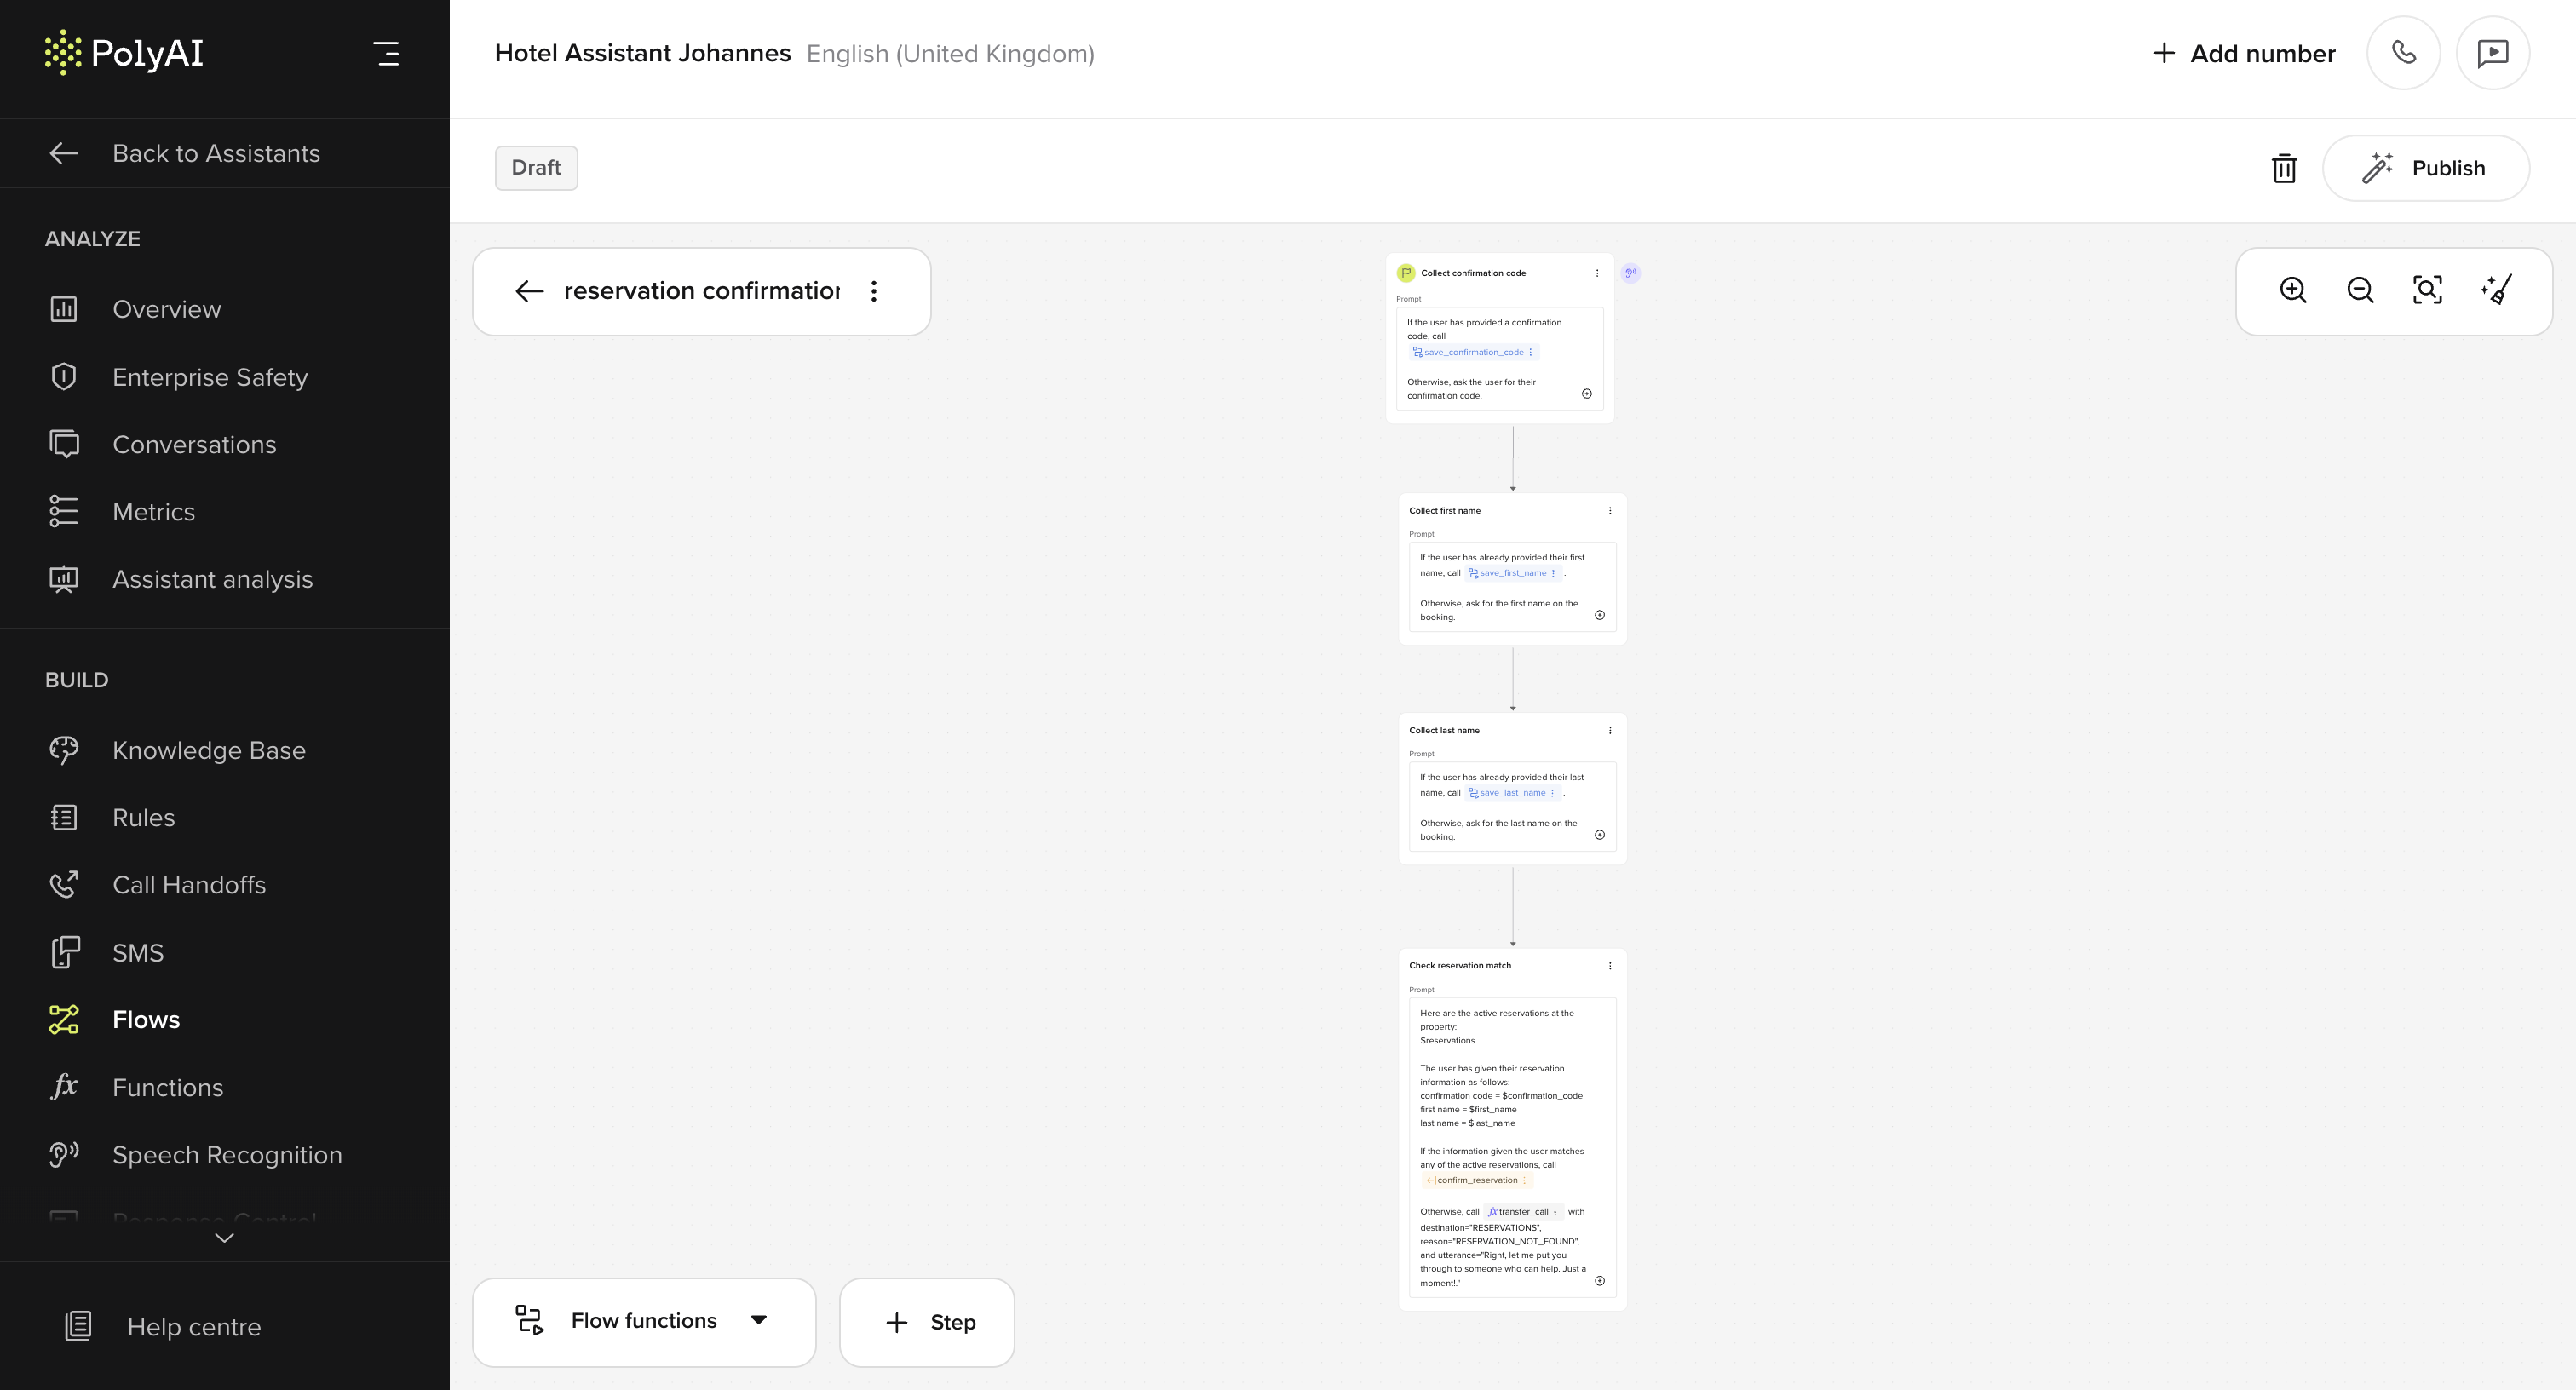 PolyAI
Back to Assistants
ANALYZE
Overview
Enterprise Safety
Conversations
Metrics
Assistant analysis
BUILD
Knowledge Base
Rules
Call Handoffs
SMS
Flows
fx Functions
Speech Recognition
Response Control
Help centre
Hotel Assistant Johannes English (United Kingdom)
Add number
Draft
Publish
reservation confirmation
Collect confirmation code
Prompt
If the user has provided a confirmation
code, call
save_confirmation_code
Otherwise, ask the user for their
confirmation code.
Collect first name
Prompt
If the user has already provided their first
name, call save_first_name .
Otherwise, ask for the first name on the
booking.
Collect last name
Prompt
If the user has already provided their last
name, call save_last_name .
Otherwise, ask for the last name on the
booking.
Check reservation match
Prompt
Here are the active reservations at the
property:
$reservations
The user has given their reservation
information as follows:
confirmation code = $confirmation_code
first name = $first_name
last name = $last_name
If the information given the user matches
any of the active reservations, call
confirm_reservation
Otherwise, call fx transfer_call with
destination="RESERVATIONS",
reason="RESERVATION_NOT_FOUND",
and utterance="Right, let me put you
through to someone who can help. Just a
moment!."
Flow functions
Step